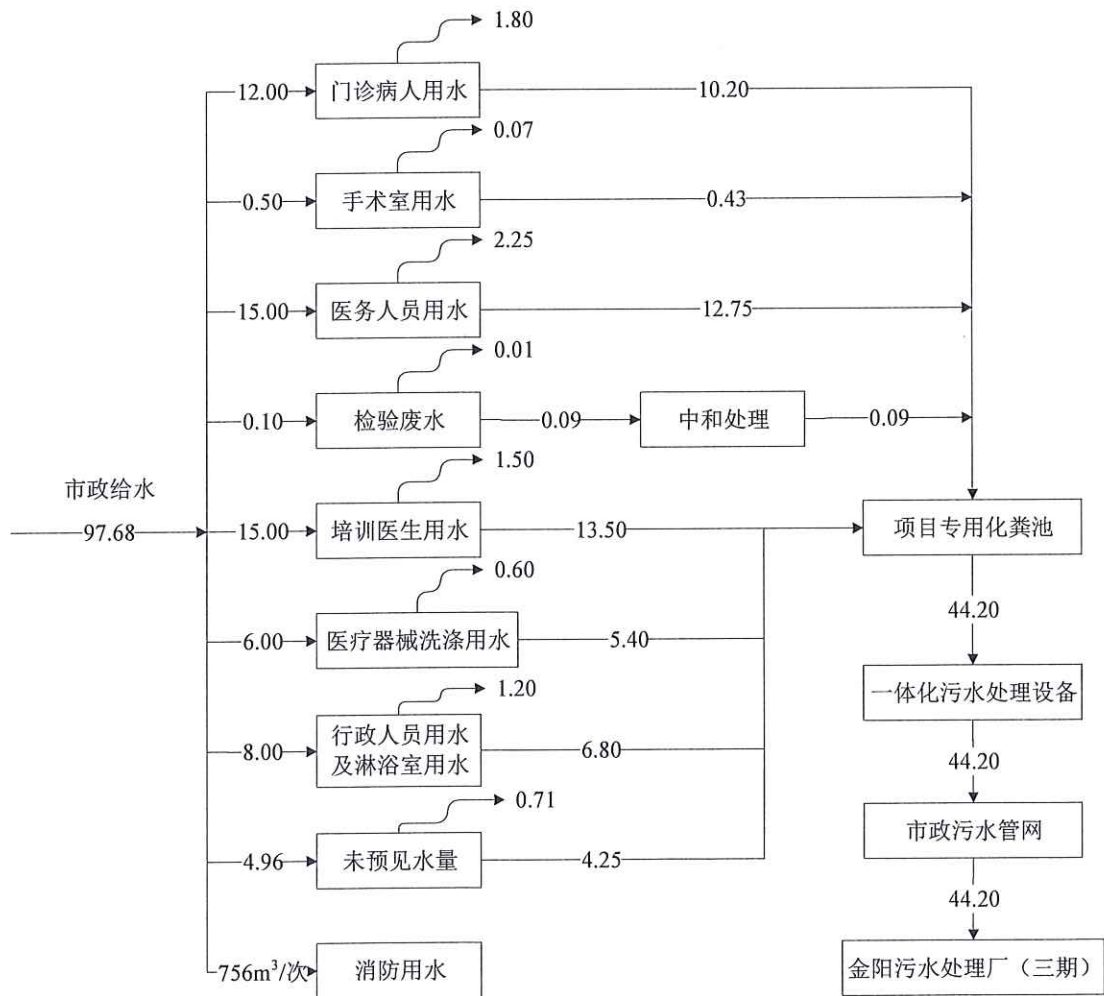 1.80
12.00
门诊病人用水
10.20
0.07
0.50
手术室用水
0.43
2.25
15.00
医务人员用水
12.75
0.01
0.10
检验废水
0.09
中和处理
0.09
市政给水
97.68
1.50
15.00
培训医生用水
13.50
项目专用化粪池
0.60
44.20
6.00
医疗器械洗涤用水
5.40
一体化污水处理设备
1.20
8.00
行政人员用水
及淋浴室用水
6.80
44.20
0.71
市政污水管网
4.96
未预见水量
4.25
44.20
756m³/次
消防用水
金阳污水处理厂（三期）